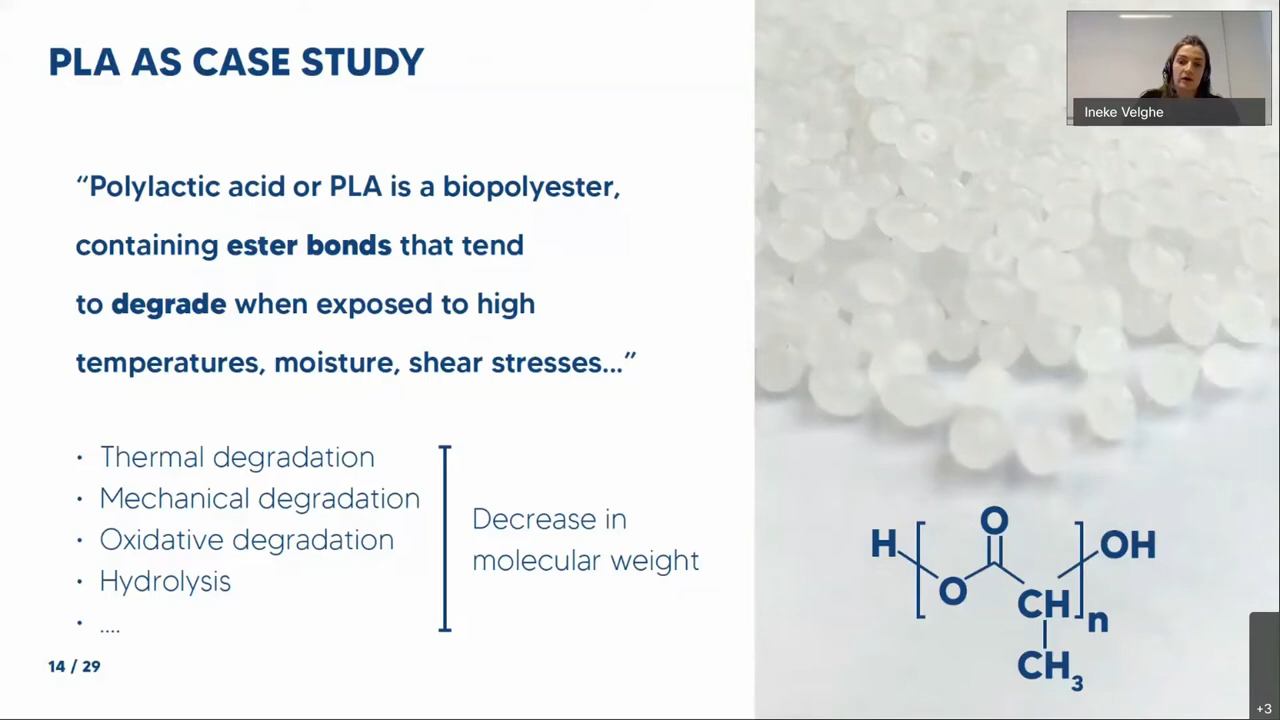 PLA AS CASE STUDY
Ineke Velghe
“Polylactic acid or PLA is a biopolyester,
containing ester bonds that tend
to degrade when exposed to high
temperatures, moisture, shear stresses...”
• Thermal degradation
• Mechanical degradation
• Oxidative degradation
• Hydrolysis
• ....
Decrease in
molecular weight
O
H
OH
O
CH
n
CH3
14 / 29
+3